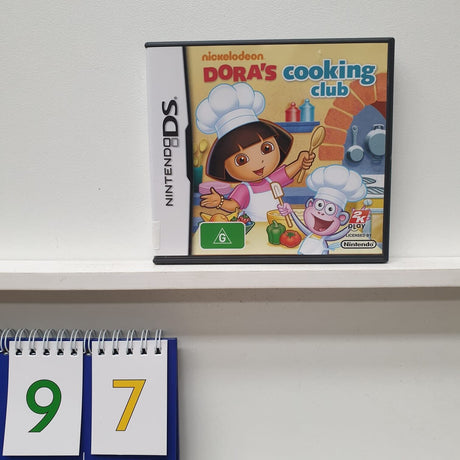 nickelodeon
DORA'S cooking
club
NINTENDO DS
G
2K
PLAY
LICENSED BY
Nintendo
9 7